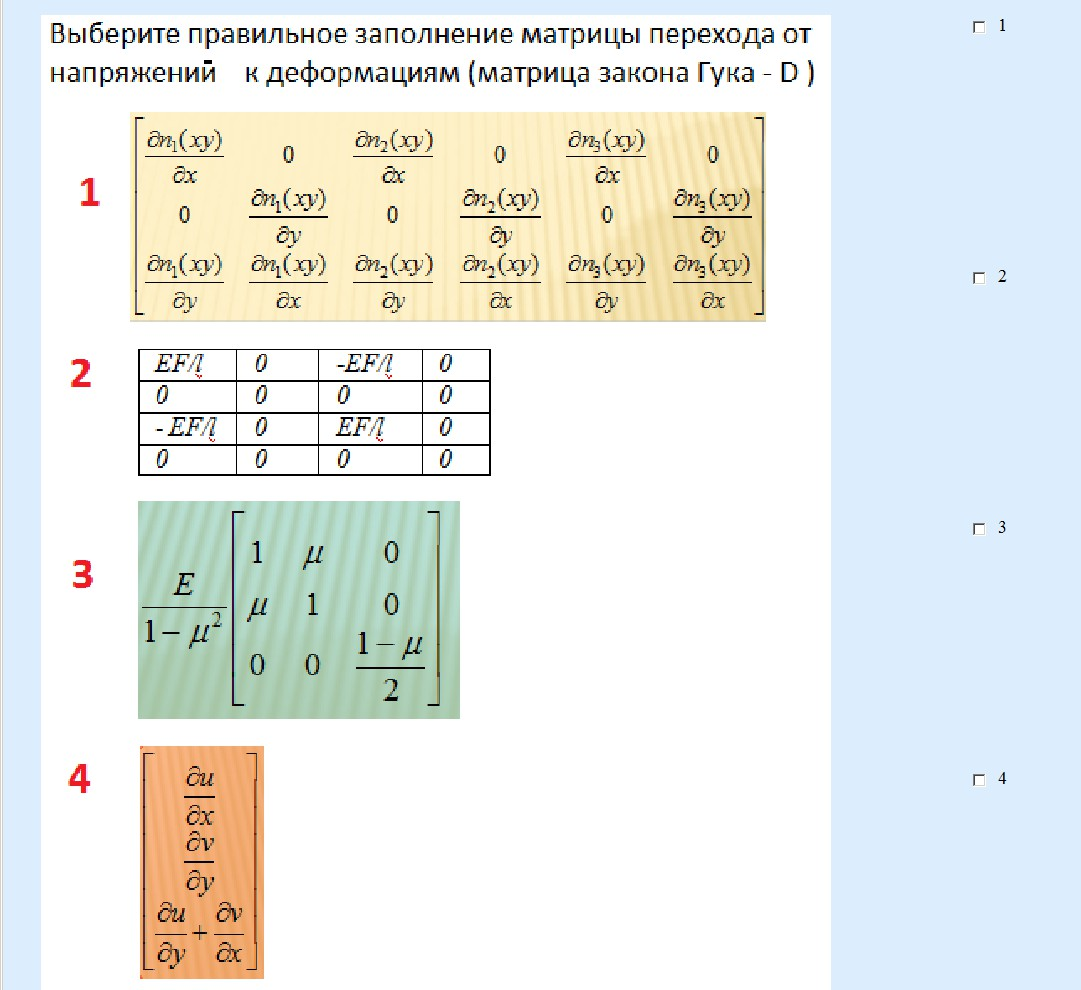 Выберите правильное заполнение матрицы перехода от
напряжений к деформациям (матрица закона Гука - D )
1
∂n₁(xy)/∂x 0 ∂n₂(xy)/∂x 0 ∂n₃(xy)/∂x 0
0 ∂n₁(xy)/∂y 0 ∂n₂(xy)/∂y 0 ∂n₃(xy)/∂y
∂n₁(xy)/∂y ∂n₁(xy)/∂x ∂n₂(xy)/∂y ∂n₂(xy)/∂x ∂n₃(xy)/∂y ∂n₃(xy)/∂x
2
EF/l 0 -EF/l 0
0 0 0 0
- EF/l 0 EF/l 0
0 0 0 0
3
E/(1 − μ²)
1 μ 0
μ 1 0
0 0 (1 − μ)/2
4
∂u/∂x
∂v/∂y
∂u/∂y + ∂v/∂x
1
2
3
4